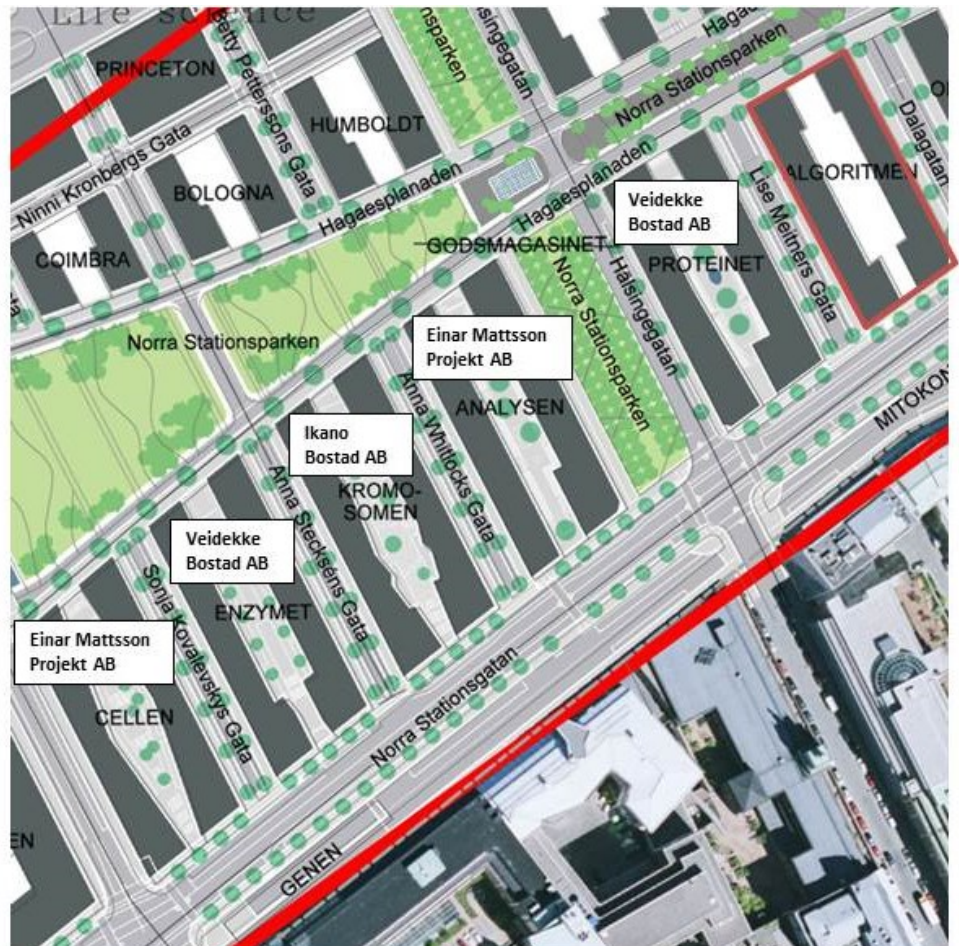 Life science
PRINCETON
Betty Petterssons Gata
Hälsingegatan
Norra Stationsparken
Hagaesplanaden
HUMBOLDT
Ninni Kronbergs Gata
BOLOGNA
COIMBRA
Hagaesplanaden
Hagaesplanaden
Norra Stationsparken
Dalagatan
ALGORITMEN
Lise Meitners Gata
Veidekke
Bostad AB
PROTEINET
GODSMAGASINET
Norra Stationsparken
Hälsingegatan
Norra Stationsparken
Einar Mattsson
Projekt AB
ANALYSEN
Anna Whitlocks Gata
MITOKON
Ikano
Bostad AB
KROMO-
SOMEN
Anna Steckséns Gata
Veidekke
Bostad AB
ENZYMET
Sonja Kovalevskys Gata
Einar Mattsson
Projekt AB
CELLEN
Norra Stationsgatan
GENEN